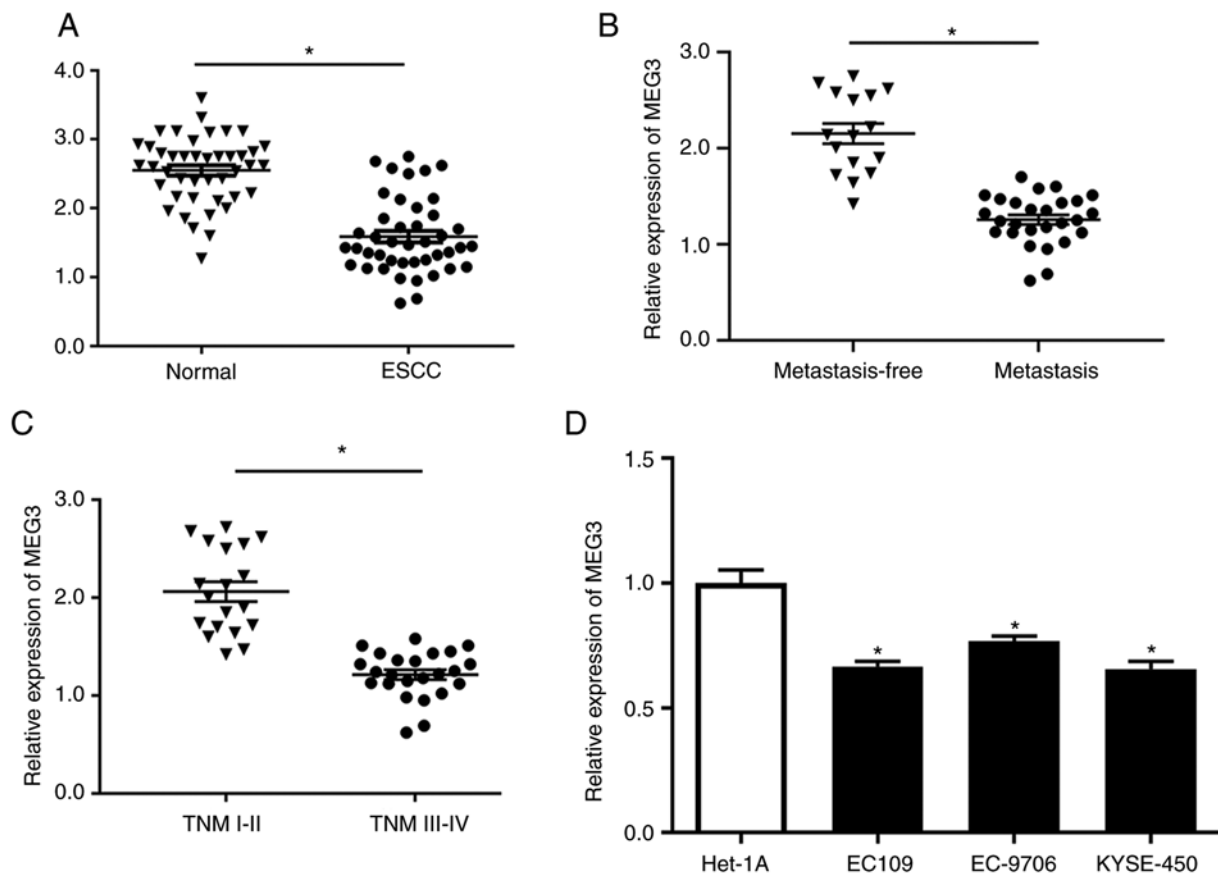 A
*
4.0
3.0
2.0
1.0
0.0
Normal
ESCC
B
*
Relative expression of MEG3
3.0
2.0
1.0
0.0
Metastasis-free
Metastasis
C
*
Relative expression of MEG3
3.0
2.0
1.0
0.0
TNM I-II
TNM III-IV
D
Relative expression of MEG3
1.5
1.0
0.5
0.0
*
*
*
Het-1A
EC109
EC-9706
KYSE-450